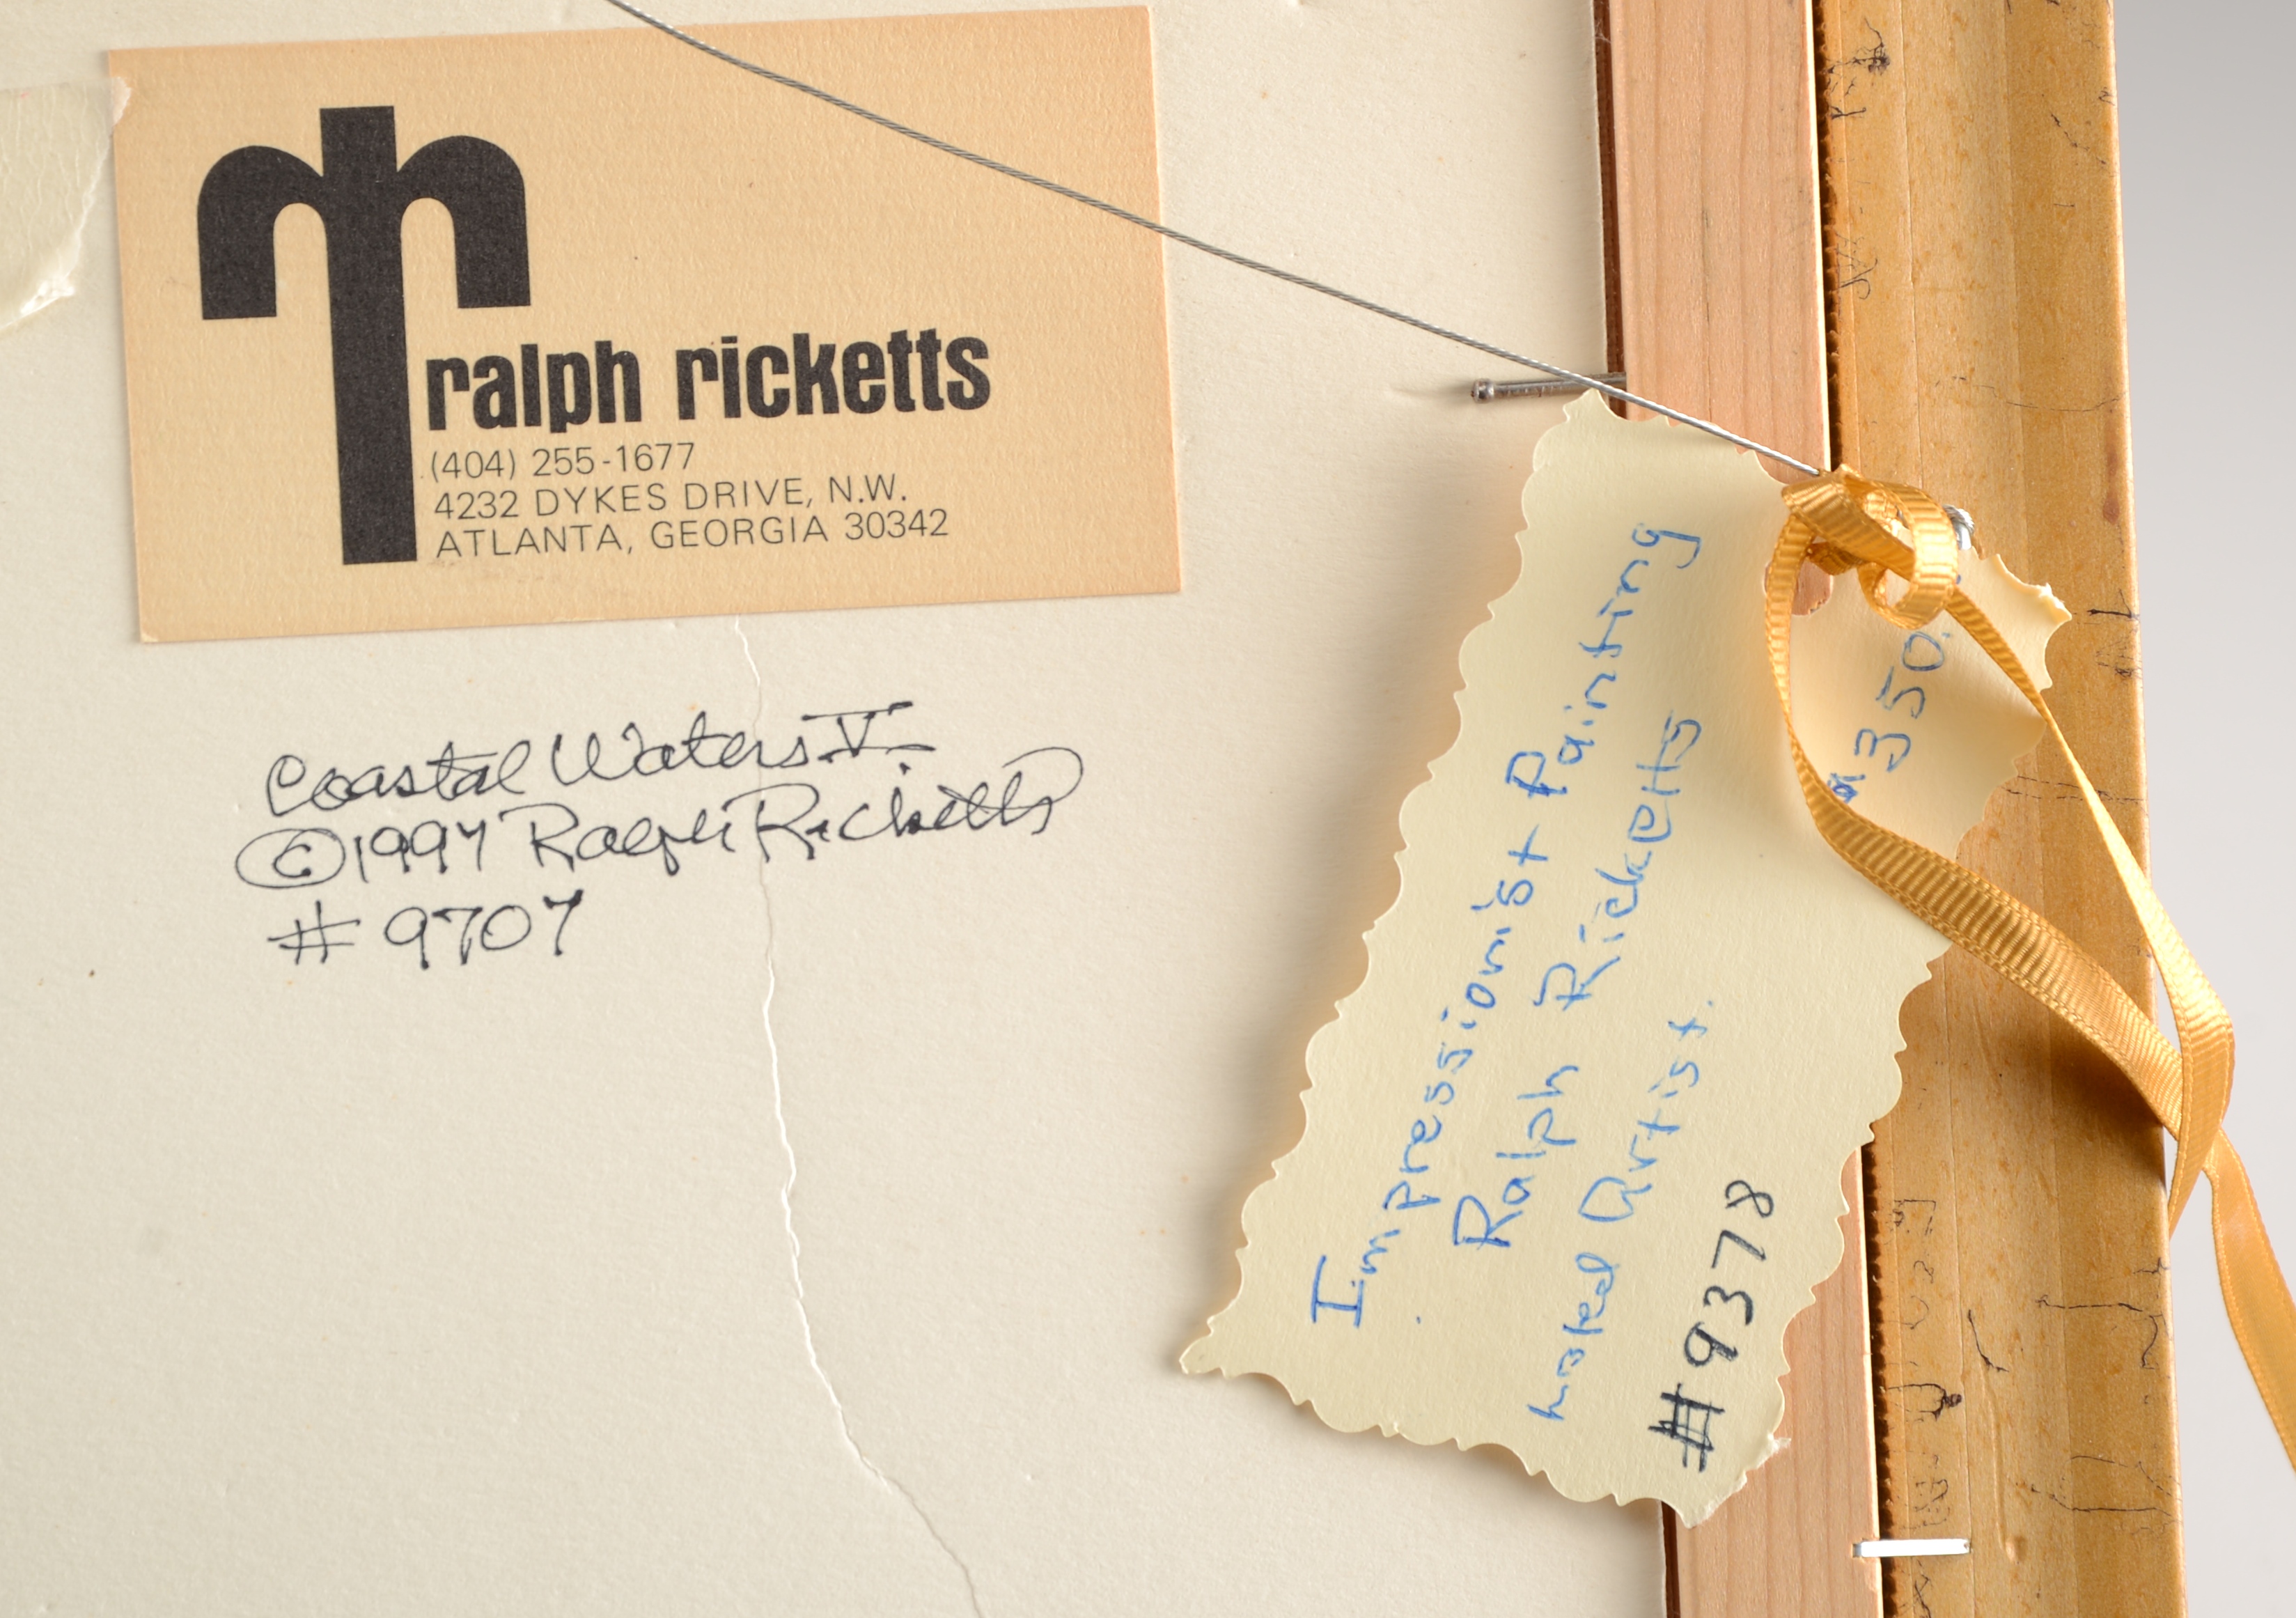 ralph ricketts
(404) 255-1677
4232 DYKES DRIVE, N.W.
ATLANTA, GEORGIA 30342
Coastal Waters V.
©1997 Ralph Ricketts
# 9707
Impressionist Painting
Ralph Ricketts
noted Artist.
#9378
350.